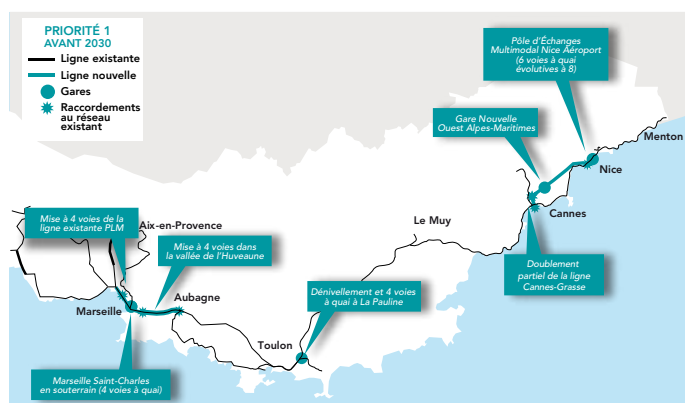 PRIORITÉ 1
AVANT 2030
Ligne existante
Ligne nouvelle
Gares
Raccordements
au réseau
existant
Pôle d'Échanges
Multimodal Nice Aéroport
(6 voies à quai
évolutives à 8)
Gare Nouvelle
Ouest Alpes-Maritimes
Menton
Nice
Cannes
Mise à 4 voies de la
ligne existante PLM
Aix-en-Provence
Mise à 4 voies dans
la vallée de l'Huveaune
Le Muy
Doublement
partiel de la ligne
Cannes-Grasse
Dénivellement et 4 voies
à quai à La Pauline
Aubagne
Marseille
Toulon
Marseille Saint-Charles
en souterrain (4 voies à quai)